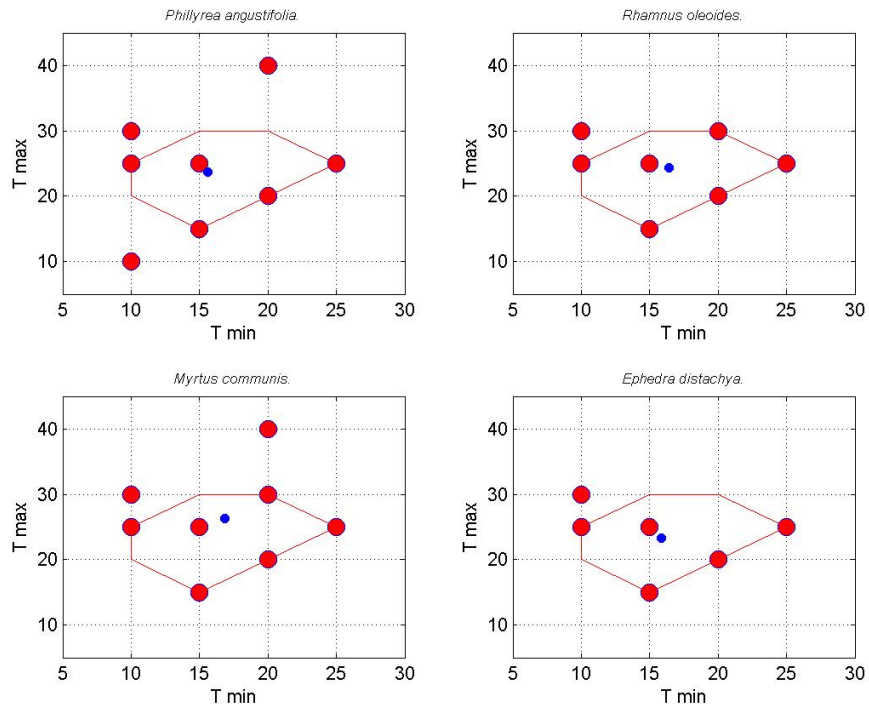 Phillyrea angustifolia.
Rhamnus oleoides.
T max
40
30
20
10
5 10 15 20 25 30
T min
T max
40
30
20
10
5 10 15 20 25 30
T min
Myrtus communis.
Ephedra distachya.
T max
40
30
20
10
5 10 15 20 25 30
T min
T max
40
30
20
10
5 10 15 20 25 30
T min